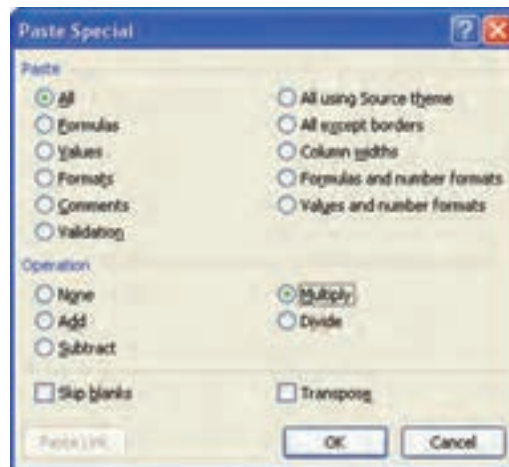 Paste Special
Paste
All
All using Source theme
Formulas
All except borders
Values
Column widths
Formats
Formulas and number formats
Comments
Values and number formats
Validation
Operation
None
Multiply
Add
Divide
Subtract
Skip blanks
Transpose
Paste Link
OK
Cancel